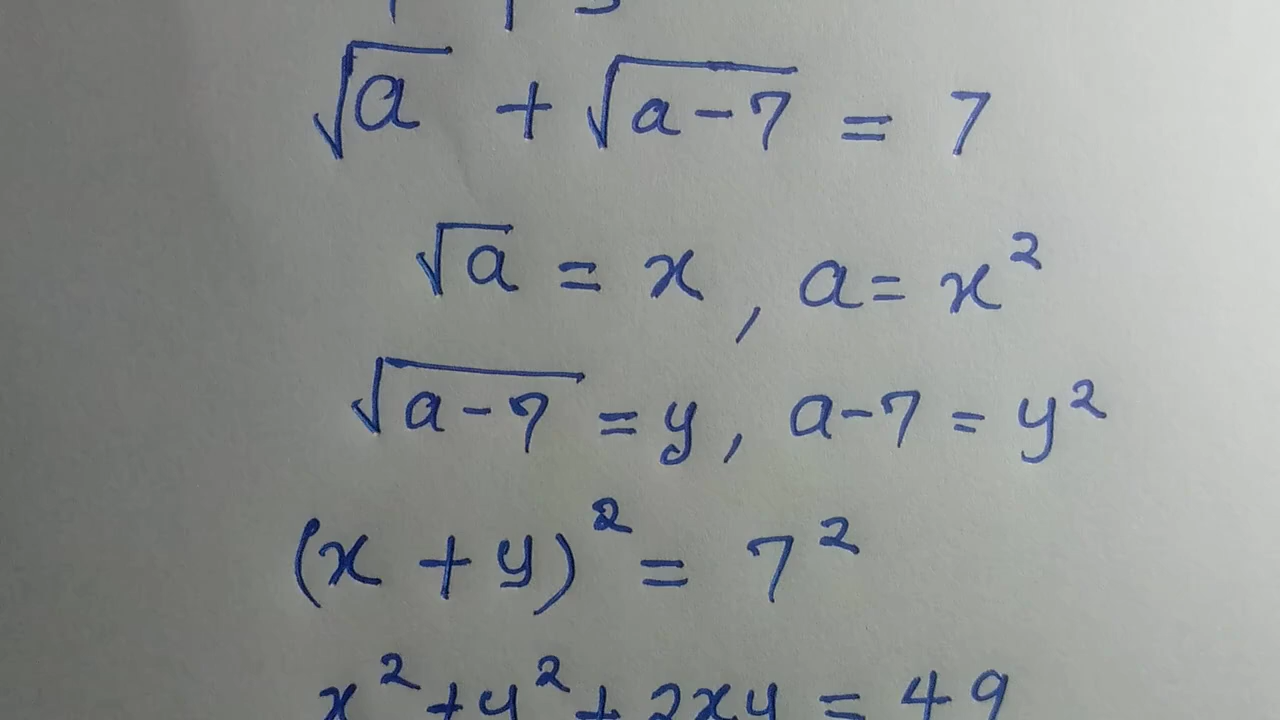 √a + √(a-7) = 7
√a = x, a = x²
√(a-7) = y, a-7 = y²
(x + y)² = 7²
x² + y² + 2xy = 49